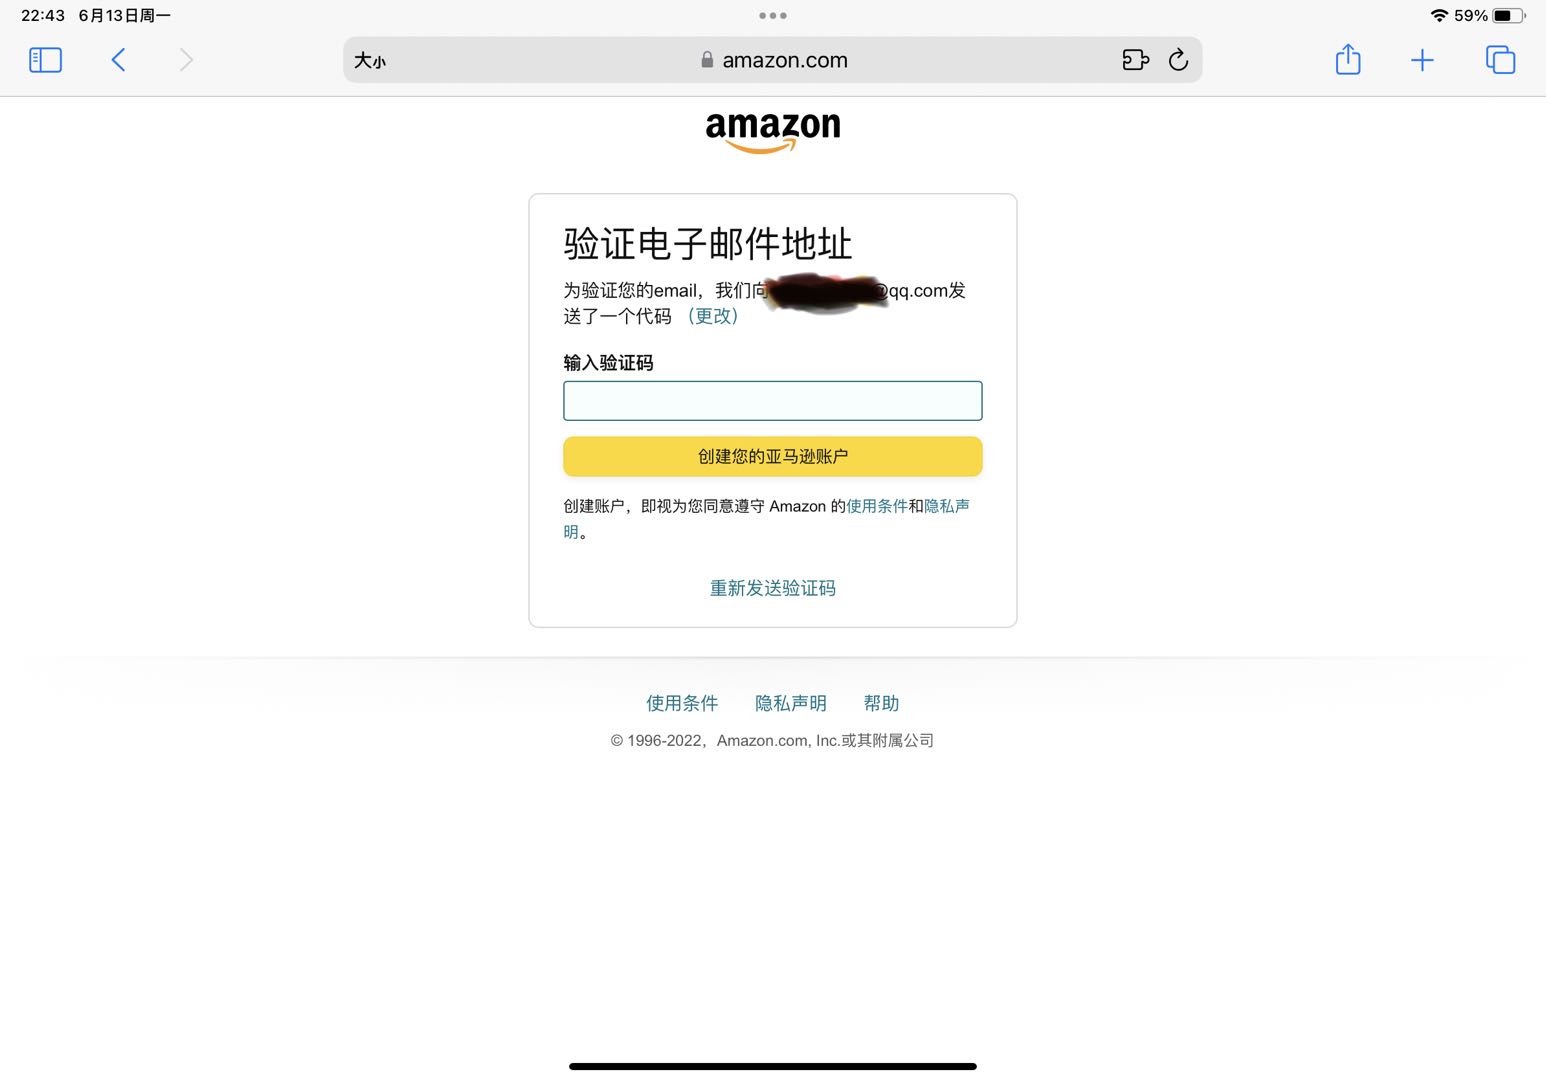 22:43 6月13日周一
59%
大小
amazon.com
amazon
验证电子邮件地址
为验证您的email，我们向@qq.com发
送了一个代码 （更改）
输入验证码
创建您的亚马逊账户
创建账户，即视为您同意遵守 Amazon 的使用条件和隐私声
明。
重新发送验证码
使用条件 隐私声明 帮助
© 1996-2022，Amazon.com, Inc.或其附属公司